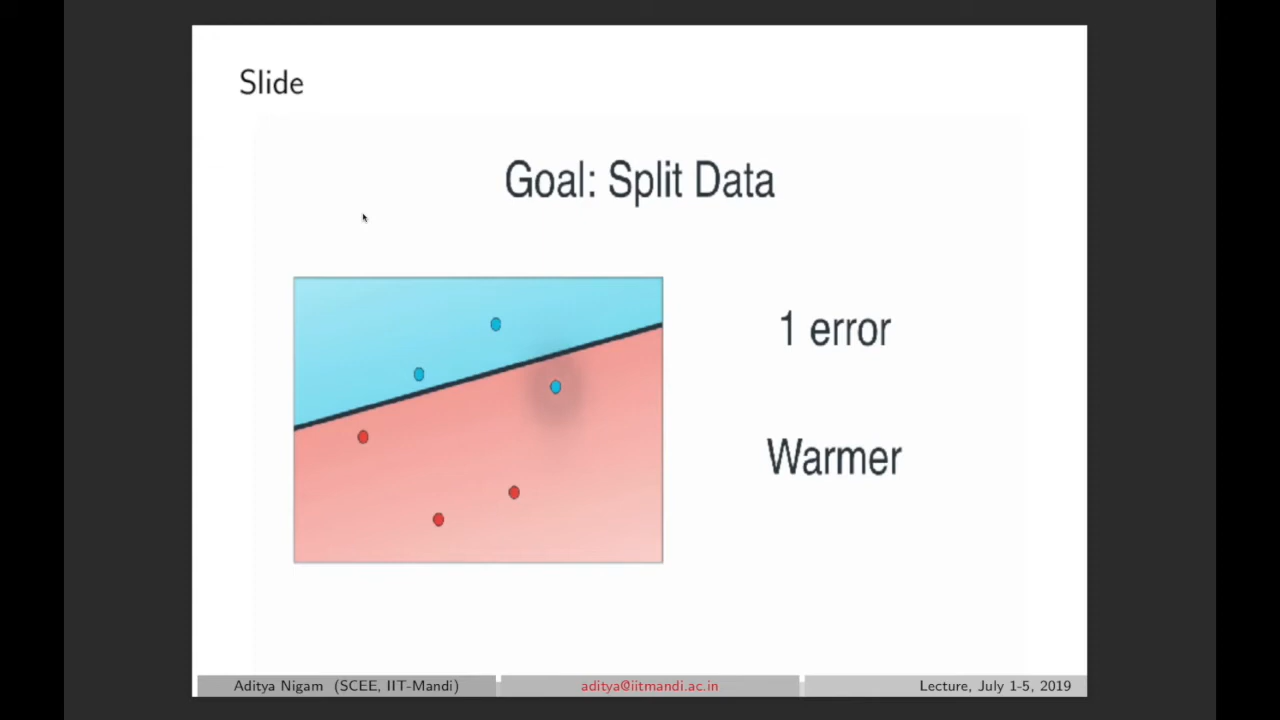 Slide
Goal: Split Data
1 error
Warmer
Aditya Nigam (SCEE, IIT-Mandi)
aditya@iitmandi.ac.in
Lecture, July 1-5, 2019